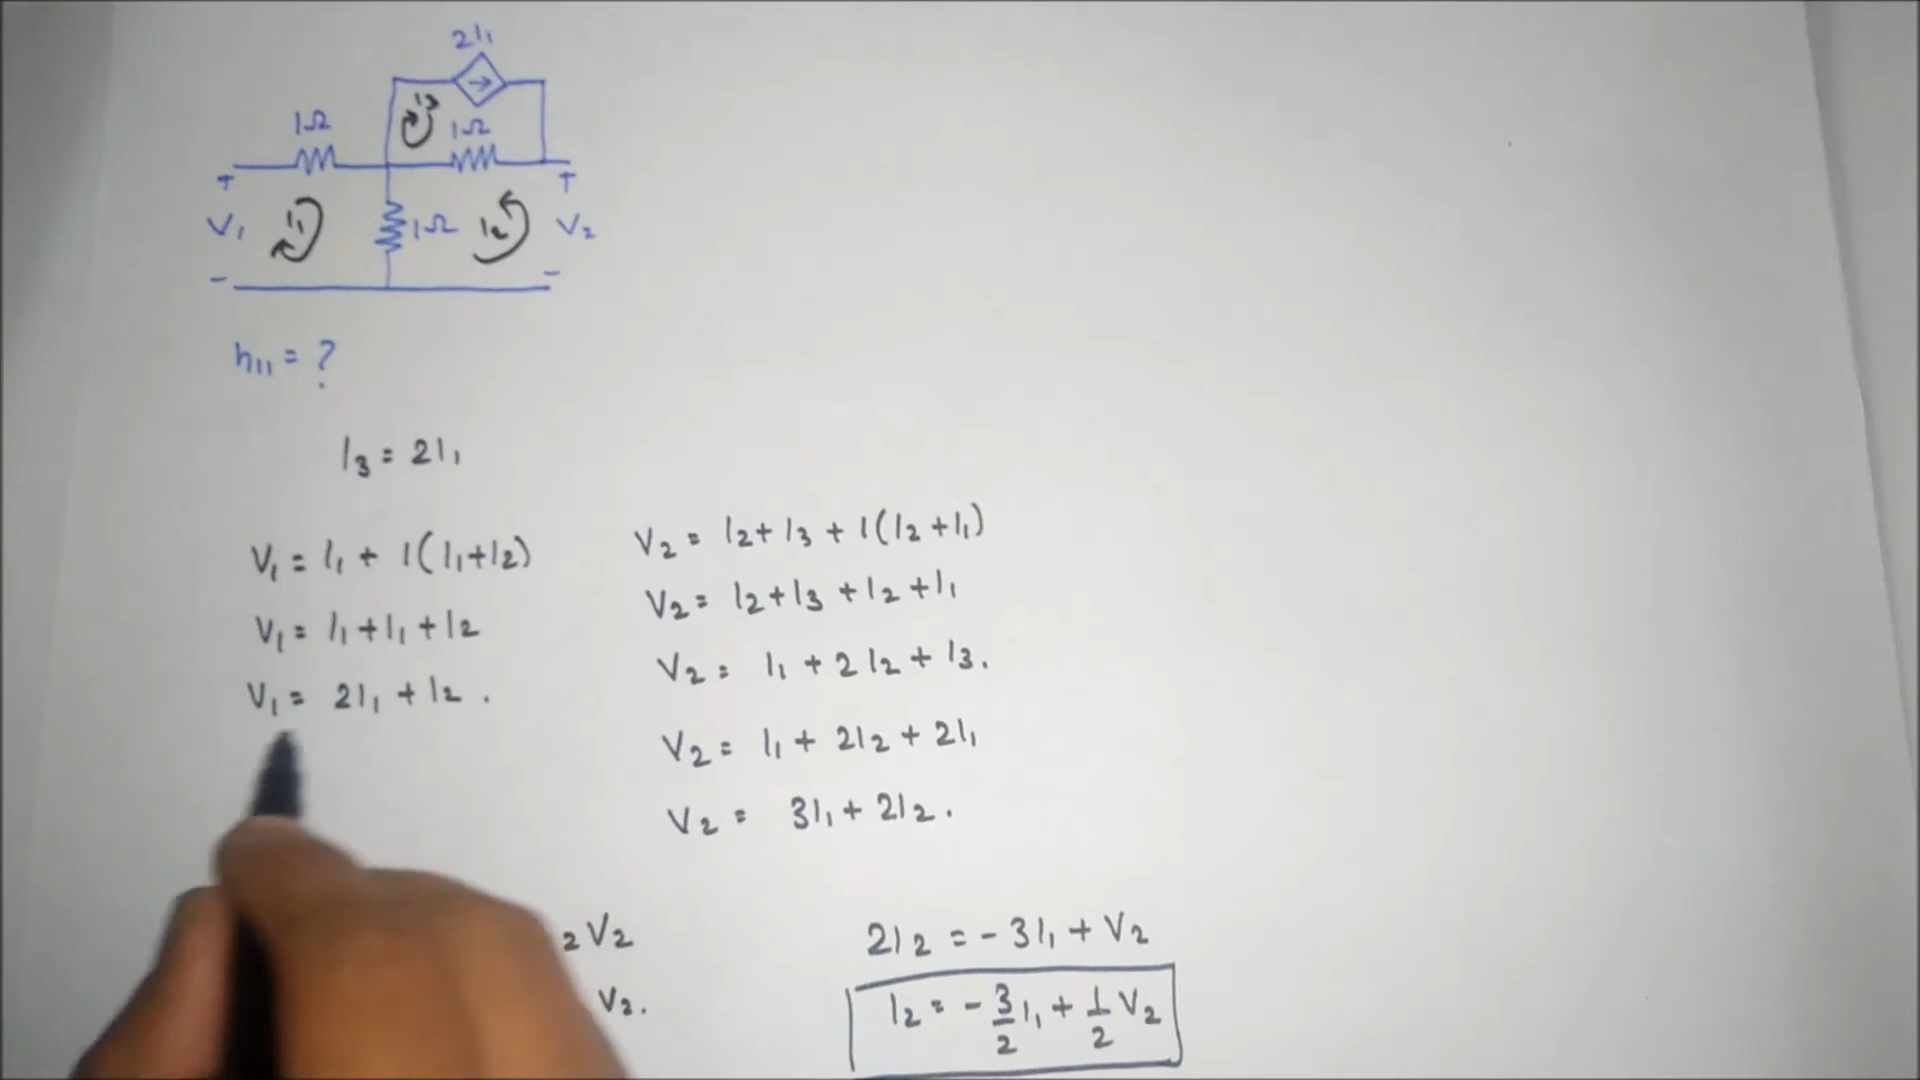 2I₁
I₃
1Ω
1Ω
+
+
V₁
I₁
1Ω
I₂
V₂
-
-
h₁₁ = ?
I₃ = 2I₁
V₁ = I₁ + 1(I₁+I₂)
V₁ = I₁ + I₁ + I₂
V₁ = 2I₁ + I₂.
V₂ = I₂ + I₃ + 1(I₂ + I₁)
V₂ = I₂ + I₃ + I₂ + I₁
V₂ = I₁ + 2I₂ + I₃.
V₂ = I₁ + 2I₂ + 2I₁
V₂ = 3I₁ + 2I₂.
₂V₂
V₂.
2I₂ = -3I₁ + V₂
I₂ = -3/2 I₁ + 1/2 V₂